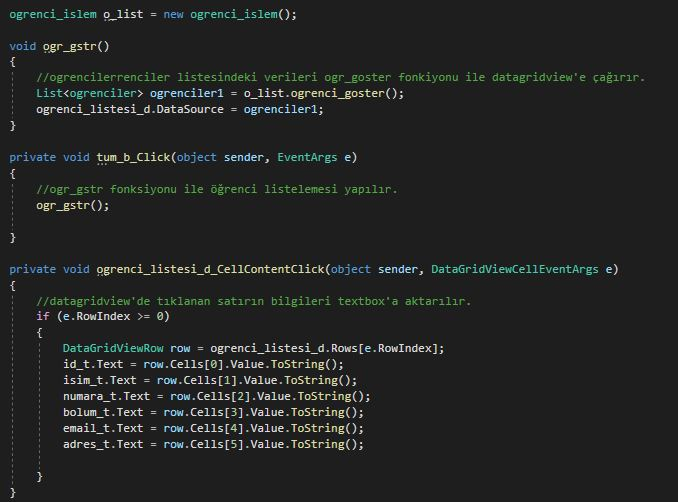 ogrenci_islem o_list = new ogrenci_islem();
void ogr_gstr()
{
//ogrencilerrenciler listesindeki verileri ogr_goster fonkiyonu ile datagridview'e çağırır.
List<ogrenciler> ogrenciler1 = o_list.ogrenci_goster();
ogrenci_listesi_d.DataSource = ogrenciler1;
}
private void tum_b_Click(object sender, EventArgs e)
{
//ogr_gstr fonksiyonu ile öğrenci listelemesi yapılır.
ogr_gstr();
}
private void ogrenci_listesi_d_CellContentClick(object sender, DataGridViewCellEventArgs e)
{
//datagridview'de tıklanan satırın bilgileri textbox'a aktarılır.
if (e.RowIndex >= 0)
{
DataGridViewRow row = ogrenci_listesi_d.Rows[e.RowIndex];
id_t.Text = row.Cells[0].Value.ToString();
isim_t.Text = row.Cells[1].Value.ToString();
numara_t.Text = row.Cells[2].Value.ToString();
bolum_t.Text = row.Cells[3].Value.ToString();
email_t.Text = row.Cells[4].Value.ToString();
adres_t.Text = row.Cells[5].Value.ToString();
}
}